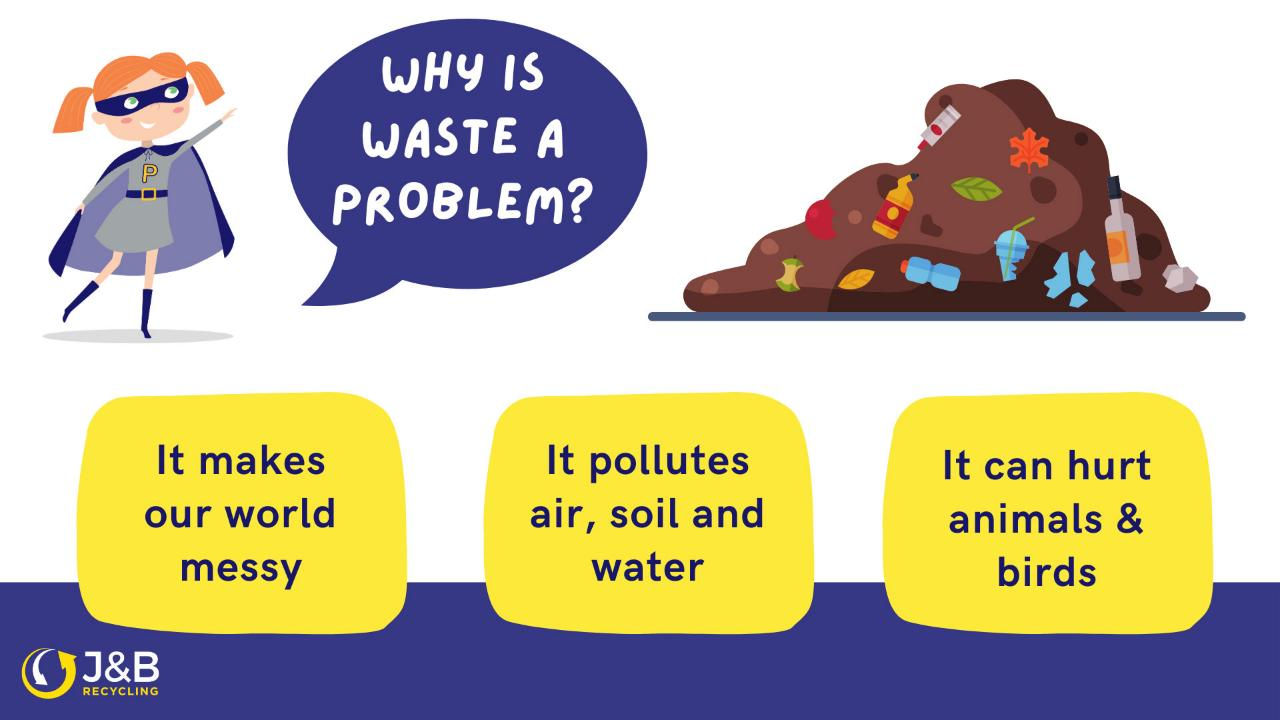 WHY IS
WASTE A
PROBLEM?
P
It makes
our world
messy
It pollutes
air, soil and
water
It can hurt
animals &
birds
J&B
RECYCLING